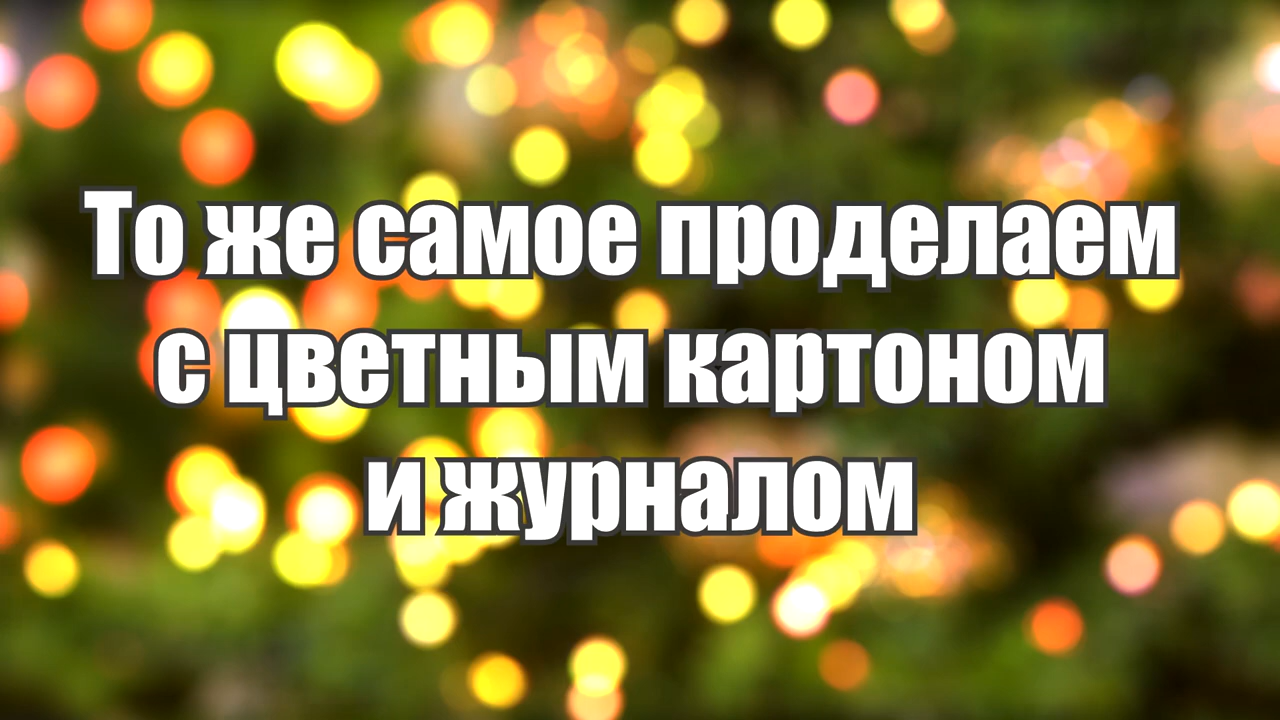 То же самое проделаем
с цветным картоном
и журналом